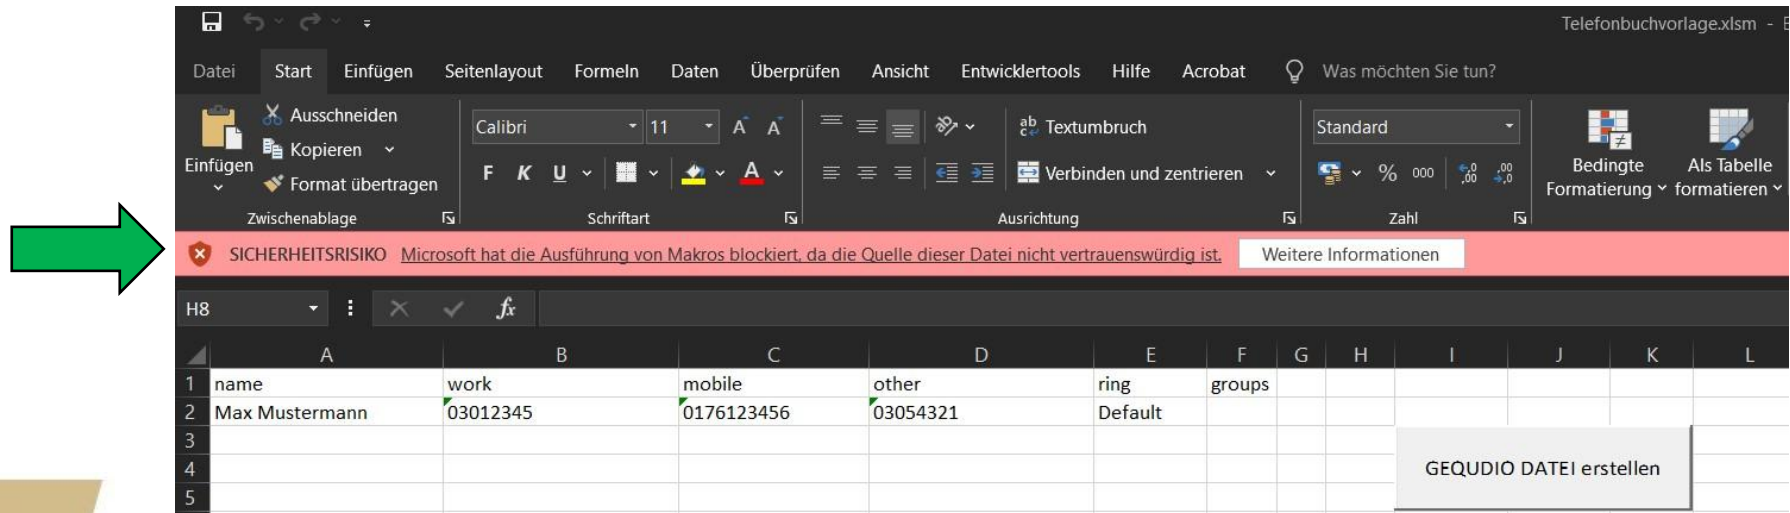 Telefonbuchvorlage.xlsm - E
Datei Start Einfügen Seitenlayout Formeln Daten Überprüfen Ansicht Entwicklertools Hilfe Acrobat Was möchten Sie tun?
Einfügen
Ausschneiden
Kopieren
Format übertragen
Zwischenablage
Calibri 11 A A
F K U A
Schriftart
ab Textumbruch
Verbinden und zentrieren
Ausrichtung
Standard
% 000 ,00 ,00
Zahl
Bedingte
Formatierung
Als Tabelle
formatieren
SICHERHEITSRISIKO Microsoft hat die Ausführung von Makros blockiert, da die Quelle dieser Datei nicht vertrauenswürdig ist. Weitere Informationen
H8 fx
A B C D E F G H I J K L
1 name work mobile other ring groups
2 Max Mustermann 03012345 0176123456 03054321 Default
3
4
5
GEQUDIO DATEI erstellen